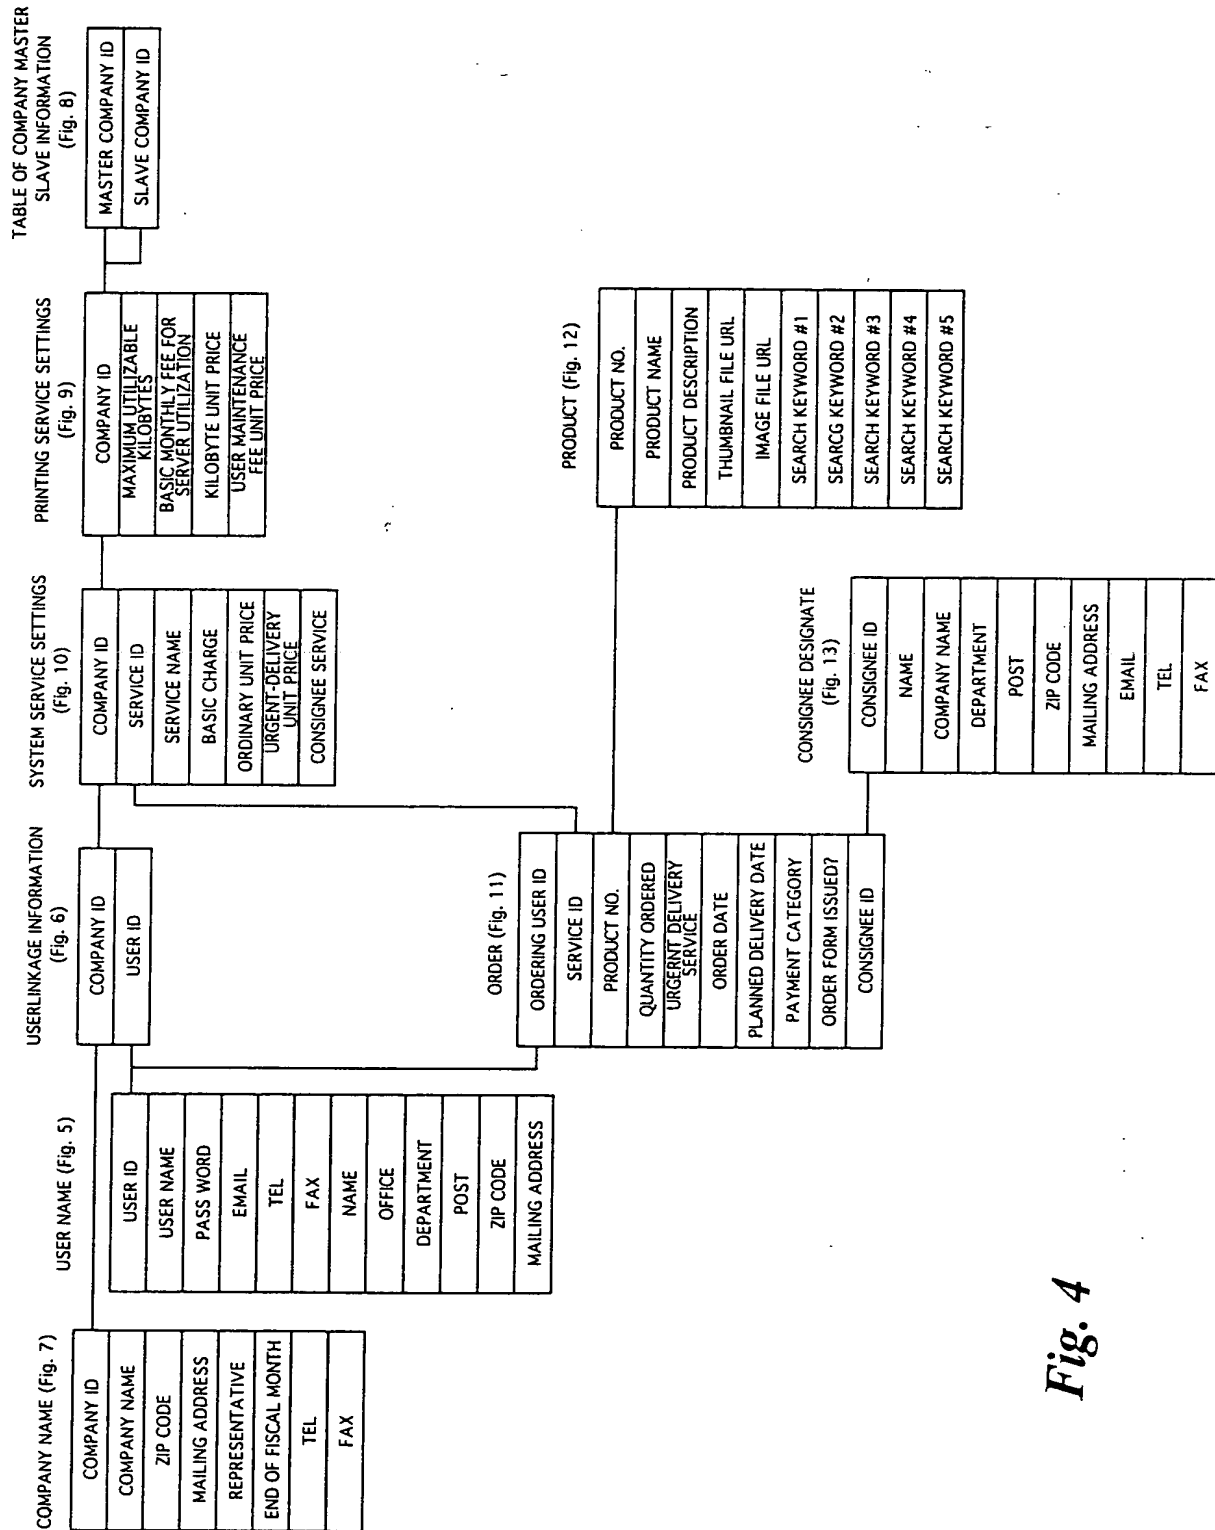 COMPANY NAME (Fig. 7)
COMPANY ID
COMPANY NAME
ZIP CODE
MAILING ADDRESS
REPRESENTATIVE
END OF FISCAL MONTH
TEL
FAX
USER NAME (Fig. 5)
USER ID
USER NAME
PASS WORD
EMAIL
TEL
FAX
NAME
OFFICE
DEPARTMENT
POST
ZIP CODE
MAILING ADDRESS
USERLINKAGE INFORMATION
(Fig. 6)
COMPANY ID
USER ID
SYSTEM SERVICE SETTINGS
(Fig. 10)
COMPANY ID
SERVICE ID
SERVICE NAME
BASIC CHARGE
ORDINARY UNIT PRICE
URGENT-DELIVERY
UNIT PRICE
CONSIGNEE SERVICE
PRINTING SERVICE SETTINGS
(Fig. 9)
COMPANY ID
MAXIMUM UTILIZABLE
KILOBYTES
BASIC MONTHLY FEE FOR
SERVER UTILIZATION
KILOBYTE UNIT PRICE
USER MAINTENANCE
FEE UNIT PRICE
TABLE OF COMPANY MASTER
SLAVE INFORMATION
(Fig. 8)
MASTER COMPANY ID
SLAVE COMPANY ID
ORDER (Fig. 11)
ORDERING USER ID
SERVICE ID
PRODUCT NO.
QUANTITY ORDERED
URGERNT DELIVERY
SERVICE
ORDER DATE
PLANNED DELIVERY DATE
PAYMENT CATEGORY
ORDER FORM ISSUED?
CONSIGNEE ID
PRODUCT (Fig. 12)
PRODUCT NO.
PRODUCT NAME
PRODUCT DESCRIPTION
THUMBNAIL FILE URL
IMAGE FILE URL
SEARCH KEYWORD #1
SEARCG KEYWORD #2
SEARCH KEYWORD #3
SEARCH KEYWORD #4
SEARCH KEYWORD #5
CONSIGNEE DESIGNATE
(Fig. 13)
CONSIGNEE ID
NAME
COMPANY NAME
DEPARTMENT
POST
ZIP CODE
MAILING ADDRESS
EMAIL
TEL
FAX
Fig. 4